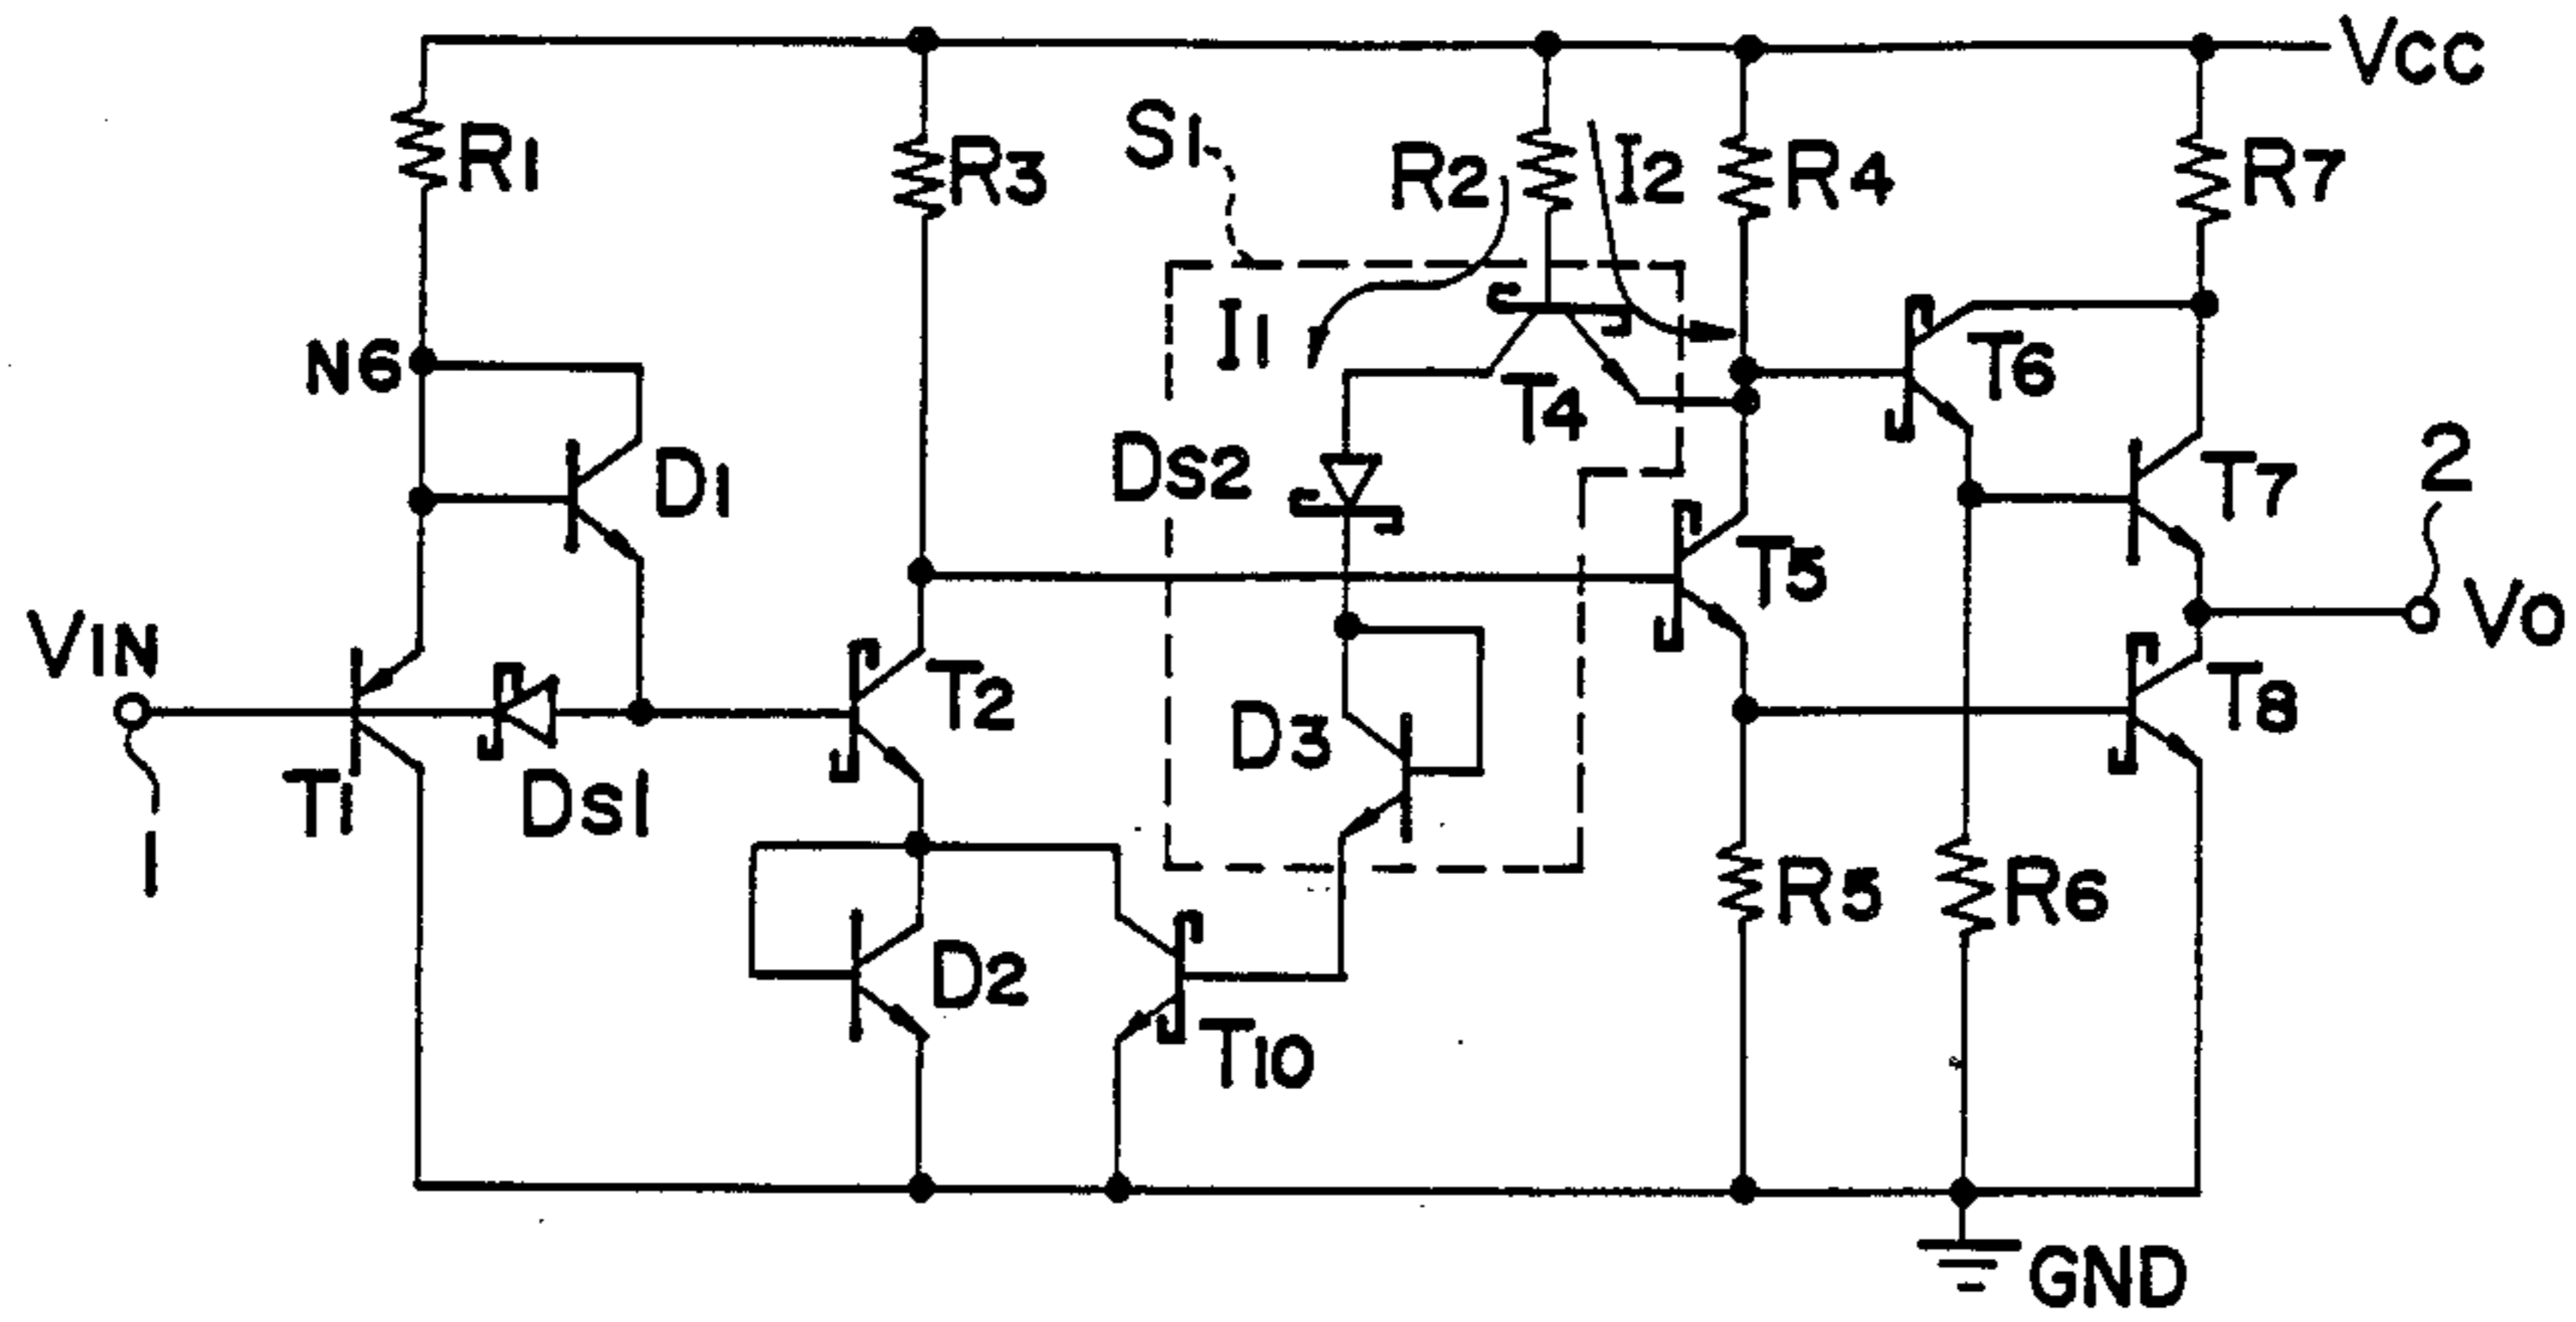 VCC
S1
R1
R3
R2
I2
R4
R7
I1
N6
T6
T4
DS2
D1
T7
2
T5
VIN
VO
T2
T8
D3
T1
DS1
1
R5
R6
D2
T10
GND